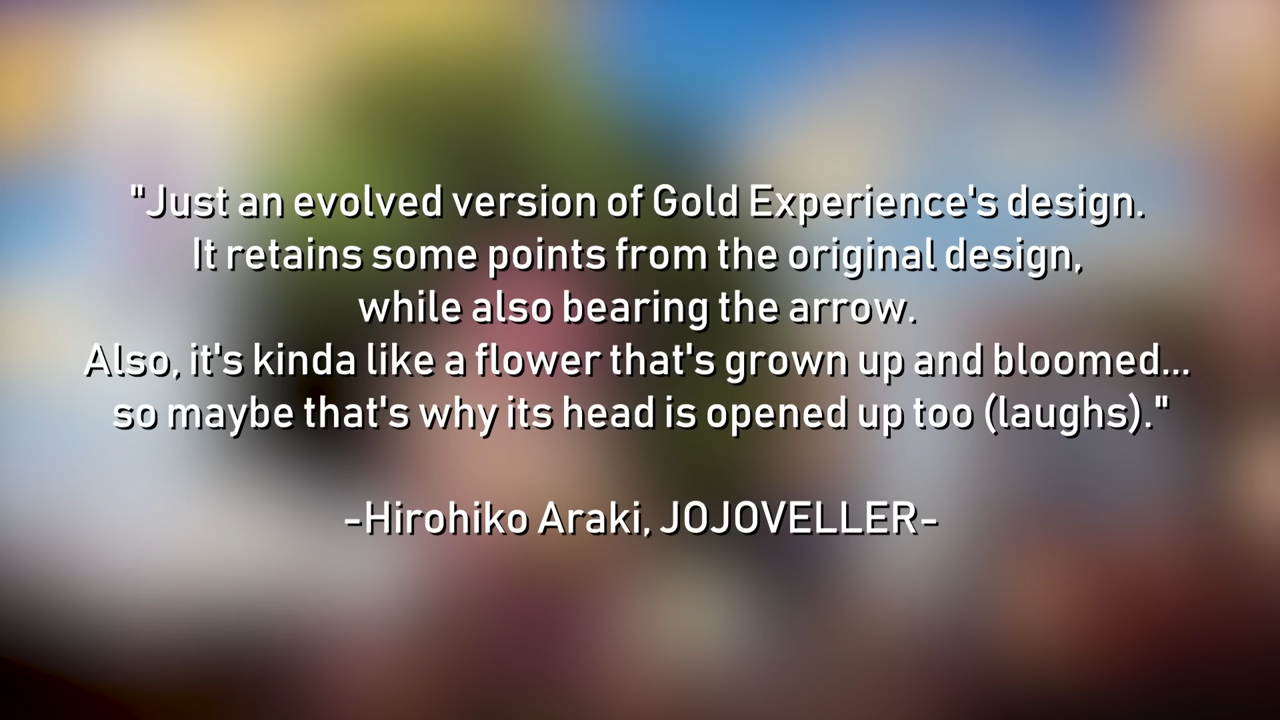 "Just an evolved version of Gold Experience's design.
It retains some points from the original design,
while also bearing the arrow.
Also, it's kinda like a flower that's grown up and bloomed...
so maybe that's why its head is opened up too (laughs)."
-Hirohiko Araki, JOJOVELLER-